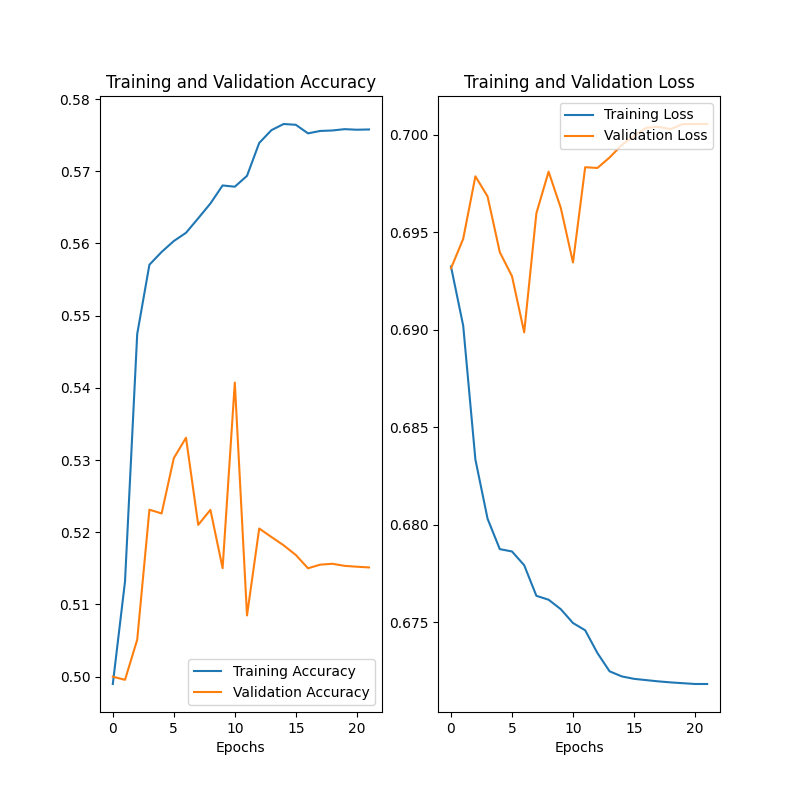 Training and Validation Accuracy
0.58
0.57
0.56
0.55
0.54
0.53
0.52
0.51
0.50
Training Accuracy
Validation Accuracy
0 5 10 15 20
Epochs
Training and Validation Loss
Training Loss
Validation Loss
0.700
0.695
0.690
0.685
0.680
0.675
0 5 10 15 20
Epochs